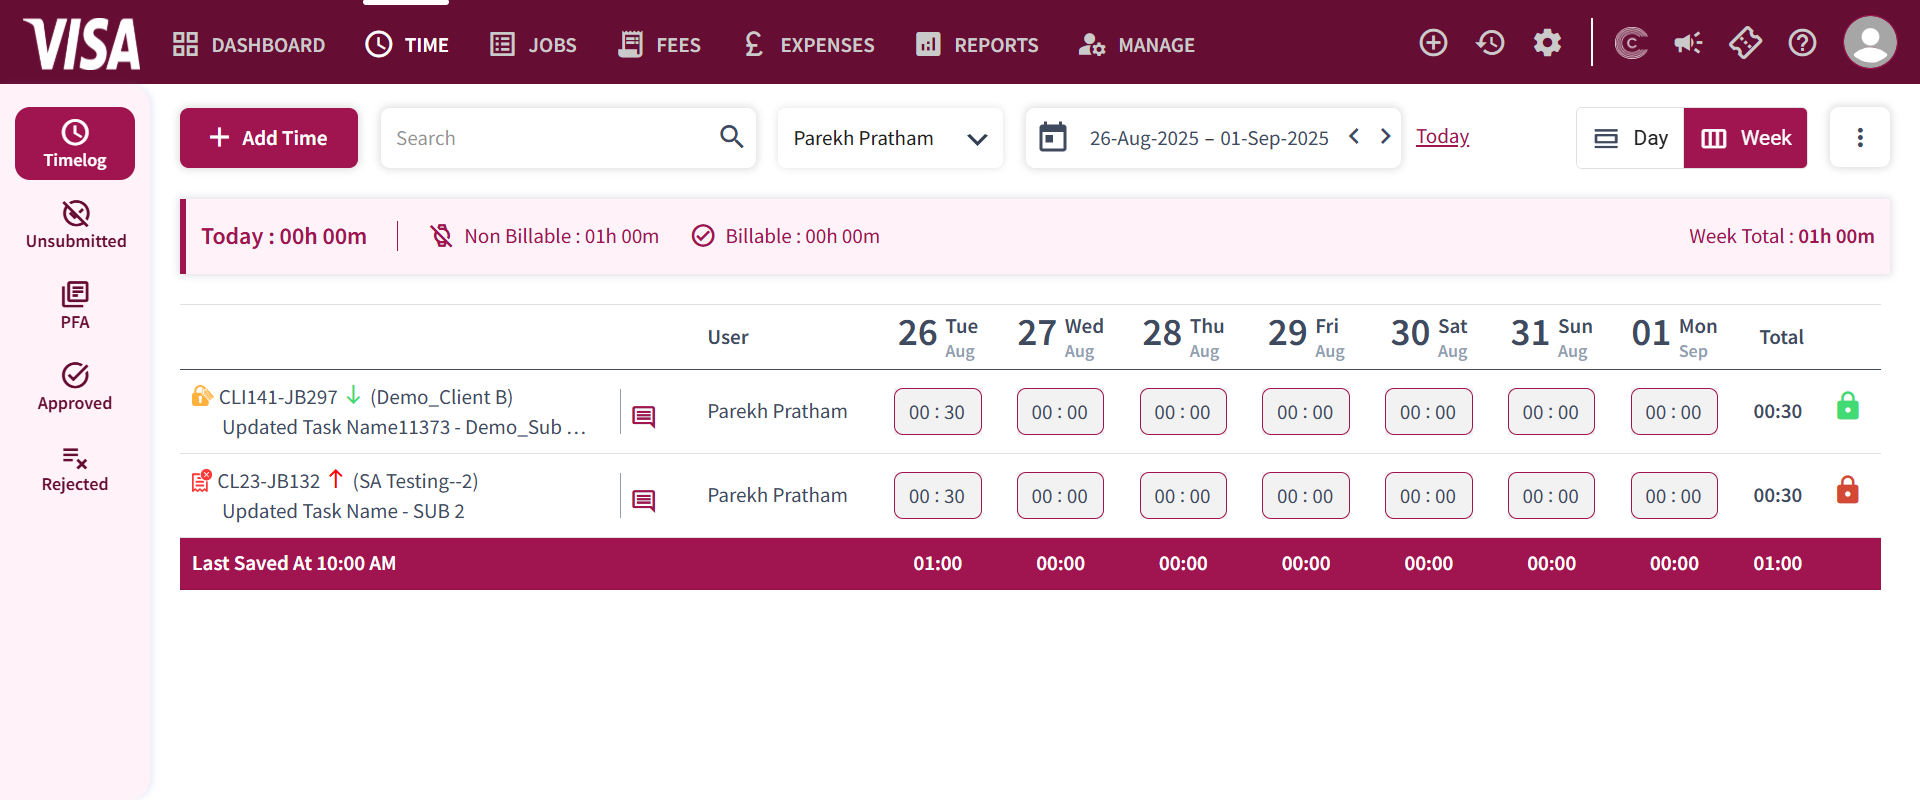 VISA DASHBOARD TIME JOBS FEES £ EXPENSES REPORTS MANAGE
Timelog
Unsubmitted
PFA
Approved
Rejected
+ Add Time Search Parekh Pratham 26-Aug-2025 – 01-Sep-2025 Today Day Week
Today : 00h 00m Non Billable : 01h 00m Billable : 00h 00m Week Total : 01h 00m
User 26 Tue Aug 27 Wed Aug 28 Thu Aug 29 Fri Aug 30 Sat Aug 31 Sun Aug 01 Mon Sep Total
CLI141-JB297 (Demo_Client B)
Updated Task Name11373 - Demo_Sub ...
Parekh Pratham 00 : 30 00 : 00 00 : 00 00 : 00 00 : 00 00 : 00 00 : 00 00:30
CL23-JB132 (SA Testing--2)
Updated Task Name - SUB 2
Parekh Pratham 00 : 30 00 : 00 00 : 00 00 : 00 00 : 00 00 : 00 00 : 00 00:30
Last Saved At 10:00 AM 01:00 00:00 00:00 00:00 00:00 00:00 00:00 01:00